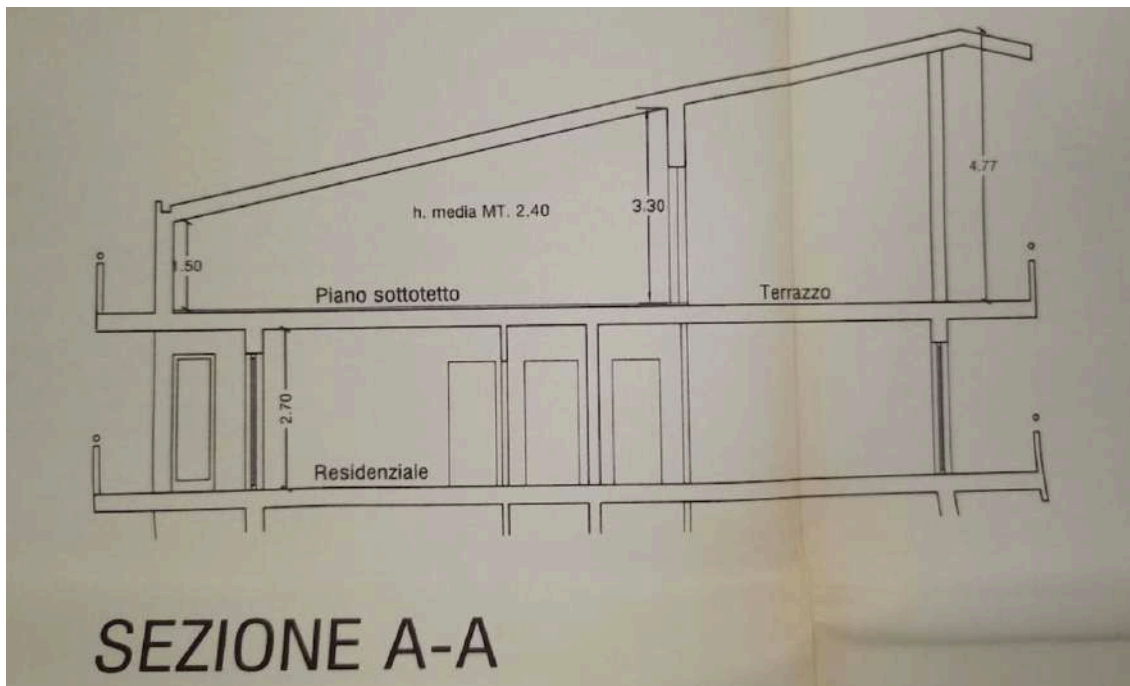 4.77
3.30
h. media MT. 2.40
1.50
Piano sottotetto
Terrazzo
2.70
Residenziale
SEZIONE A-A